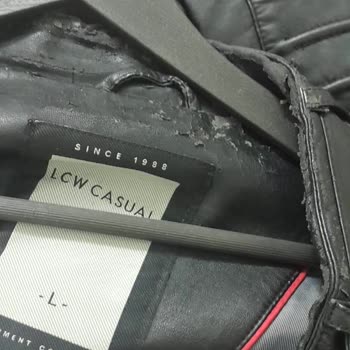 SINCE 1988
LCW CASUAL
- L -